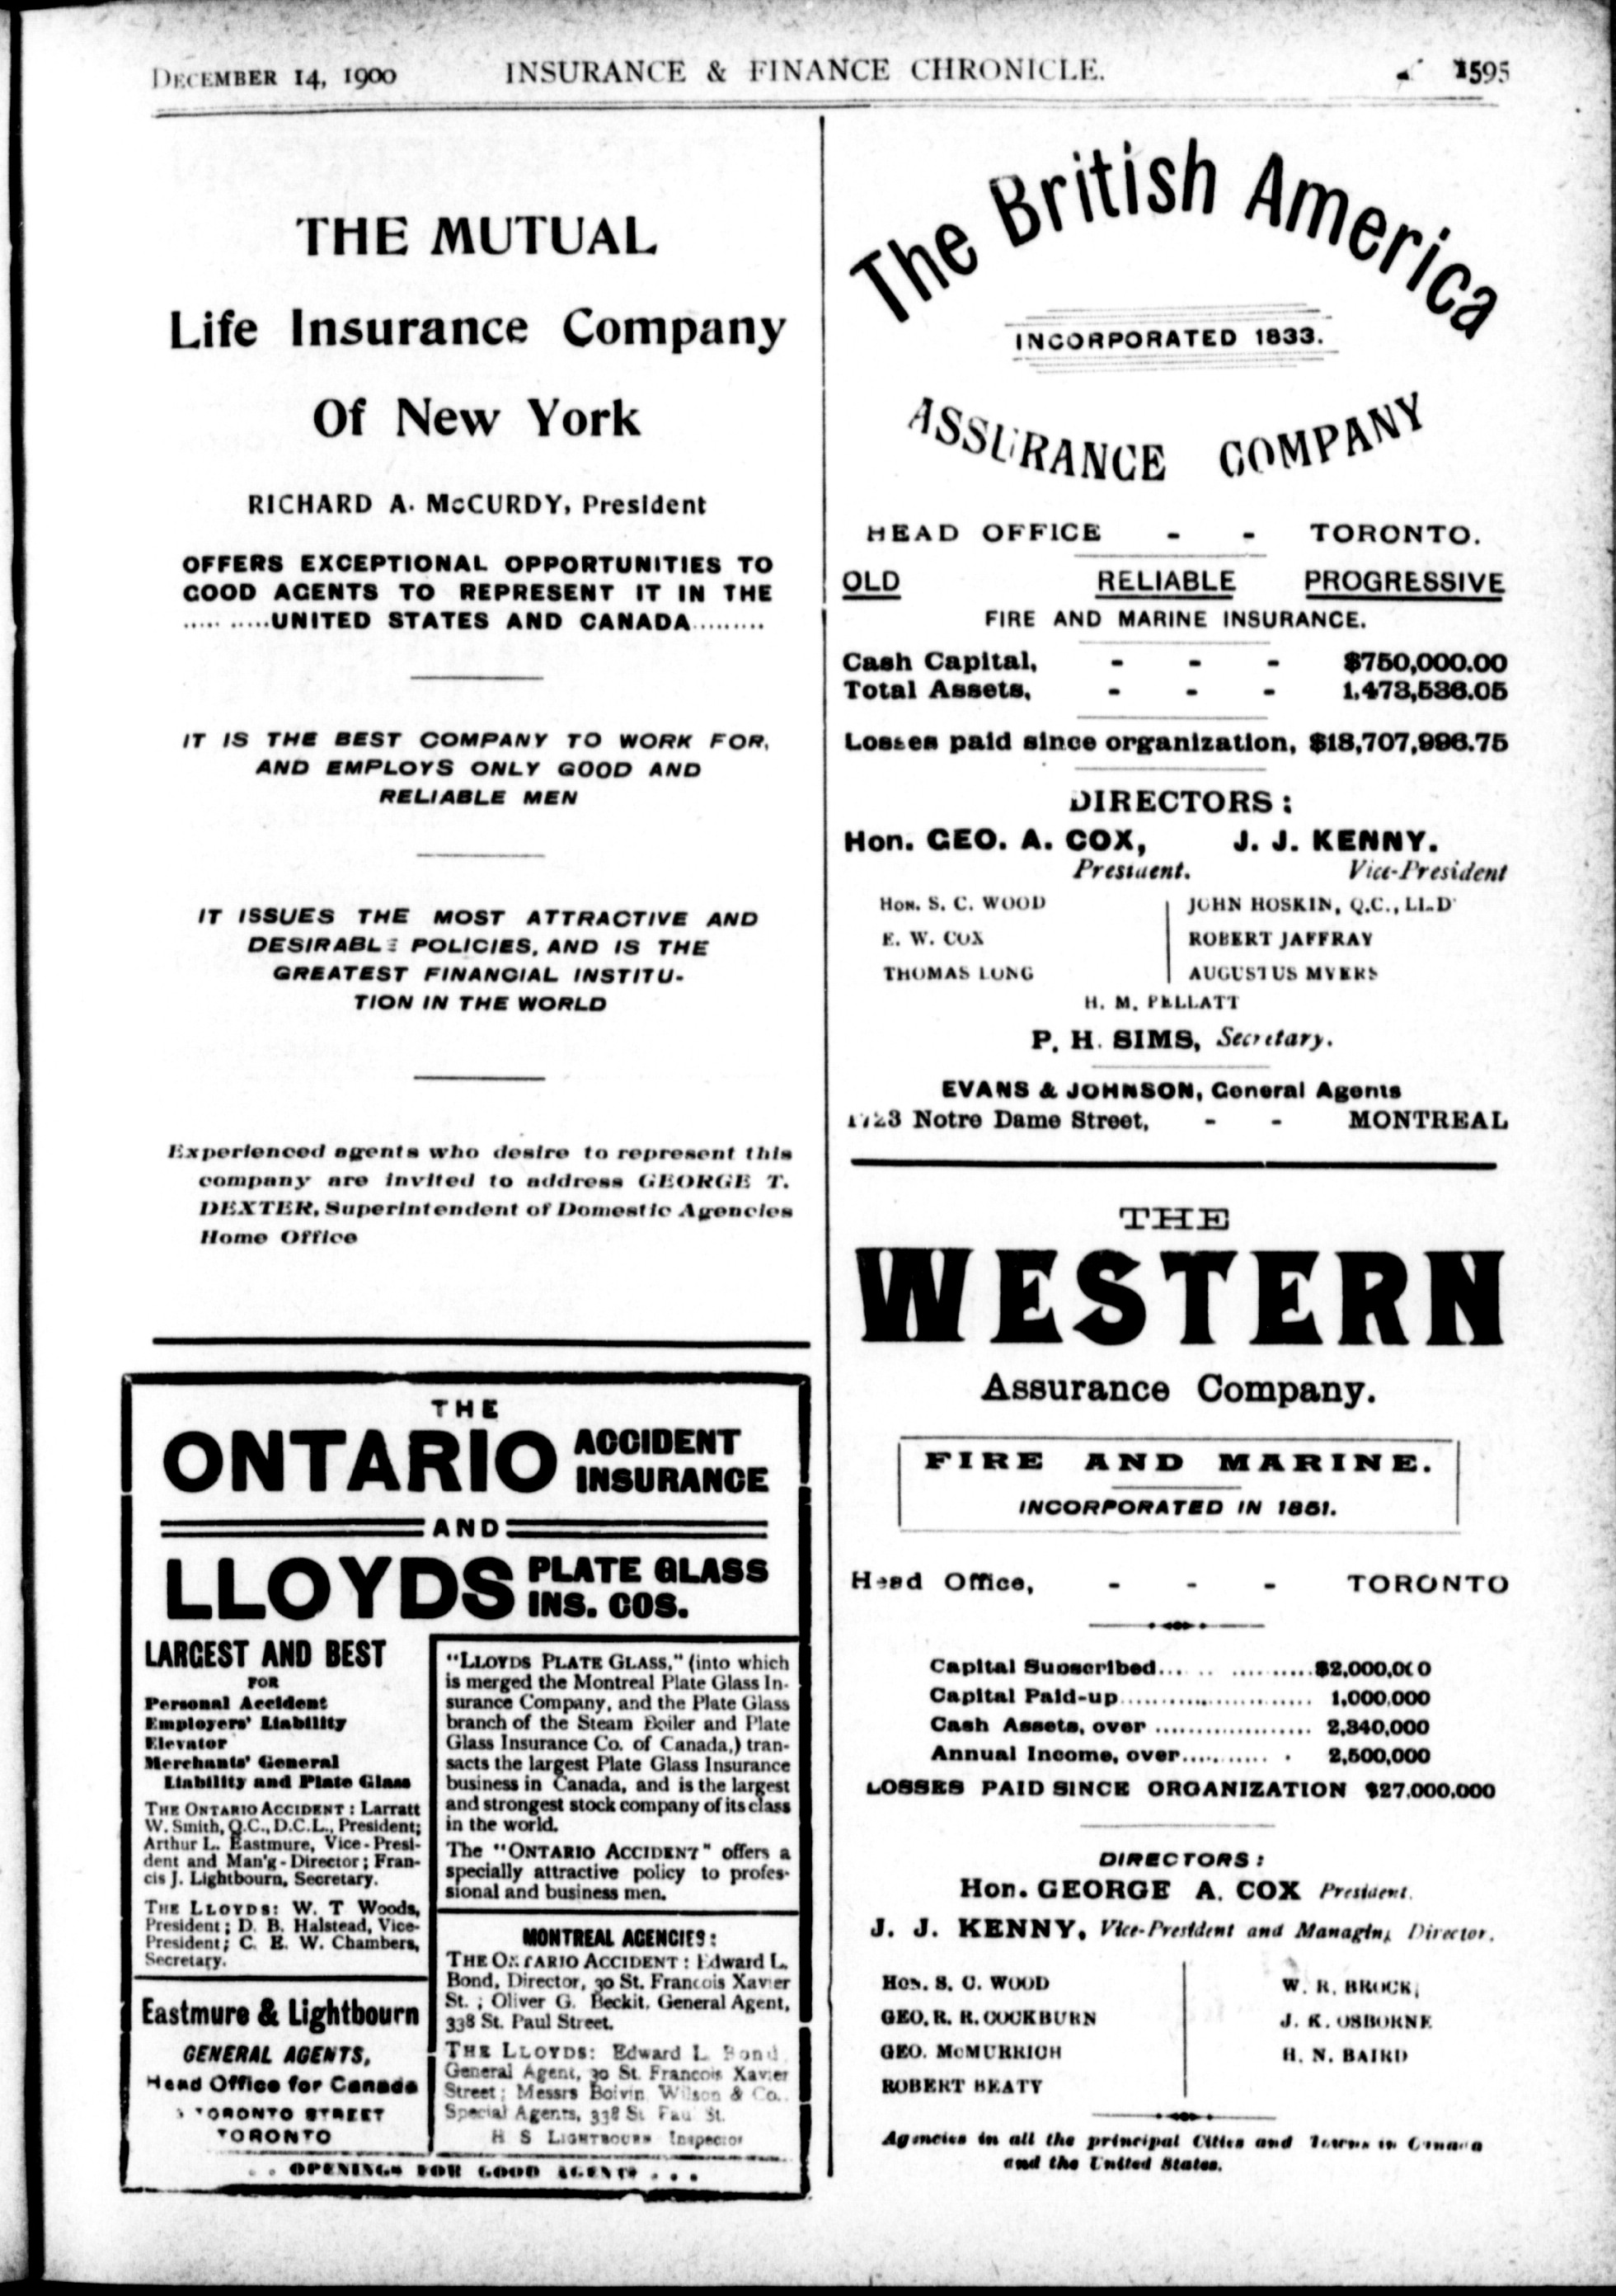 DECEMBER 14, 1900 INSURANCE & FINANCE CHRONICLE. 1595
THE MUTUAL
Life Insurance Company
Of New York
RICHARD A. McCURDY, President
OFFERS EXCEPTIONAL OPPORTUNITIES TO
GOOD AGENTS TO REPRESENT IT IN THE
..... .....UNITED STATES AND CANADA.........
IT IS THE BEST COMPANY TO WORK FOR,
AND EMPLOYS ONLY GOOD AND
RELIABLE MEN
IT ISSUES THE MOST ATTRACTIVE AND
DESIRABLE POLICIES, AND IS THE
GREATEST FINANCIAL INSTITU-
TION IN THE WORLD
Experienced agents who desire to represent this
company are invited to address GEORGE T.
DEXTER, Superintendent of Domestic Agencies
Home Office
THE
ONTARIO ACCIDENT
INSURANCE
AND
LLOYDS PLATE GLASS
INS. COS.
LARGEST AND BEST
FOR
Personal Accident
Employers' Liability
Elevator
Merchants' General
Liability and Plate Glass
THE ONTARIO ACCIDENT: Larratt
W. Smith, Q.C., D.C.L., President;
Arthur L. Eastmure, Vice-Presi-
dent and Man'g-Director; Fran-
cis J. Lightbourn, Secretary.
THE LLOYDS: W. T Woods,
President; D. B. Halstead, Vice-
President; C. E. W. Chambers,
Secretary.
Eastmure & Lightbourn
GENERAL AGENTS,
Head Office for Canada
TORONTO STREET
TORONTO
"LLOYDS PLATE GLASS," (into which
is merged the Montreal Plate Glass In-
surance Company, and the Plate Glass
branch of the Steam Boiler and Plate
Glass Insurance Co. of Canada,) tran-
sacts the largest Plate Glass Insurance
business in Canada, and is the largest
and strongest stock company of its class
in the world.
The "ONTARIO ACCIDENT" offers a
specially attractive policy to profes-
sional and business men.
MONTREAL AGENCIES:
THE ONTARIO ACCIDENT: Edward L.
Bond, Director, 30 St. Francois Xavier
St.; Oliver G. Beckit, General Agent,
338 St. Paul Street.
THE LLOYDS: Edward L Bond,
General Agent, 30 St. Francois Xavier
Street; Messrs Boivin Wilson & Co.,
Special Agents, 338 St Paul St.
H S LIGHTBOURN Inspector
. . OPENINGS FOR GOOD AGENTS . . .
The British America
INCORPORATED 1833.
ASSURANCE COMPANY
HEAD OFFICE - - TORONTO.
OLD RELIABLE PROGRESSIVE
FIRE AND MARINE INSURANCE.
Cash Capital, - - - $750,000.00
Total Assets, - - - 1,473,536.05
Losses paid since organization, $18,707,996.75
DIRECTORS:
Hon. GEO. A. COX, J. J. KENNY.
President. Vice-President
HON. S. C. WOOD JOHN HOSKIN, Q.C., LL.D
E. W. COX ROBERT JAFFRAY
THOMAS LONG AUGUSTUS MYERS
H. M. PELLATT
P. H. SIMS, Secretary.
EVANS & JOHNSON, General Agents
1723 Notre Dame Street, - - MONTREAL
THE
WESTERN
Assurance Company.
FIRE AND MARINE.
INCORPORATED IN 1851.
Head Office, - - - TORONTO
Capital Subscribed... .. ..........$2,000,000
Capital Paid-up........................ 1,000,000
Cash Assets, over ................... 2,340,000
Annual Income, over........... . 2,500,000
LOSSES PAID SINCE ORGANIZATION $27,000,000
DIRECTORS:
Hon. GEORGE A. COX President.
J. J. KENNY, Vice-President and Managing Director.
HON. S. C. WOOD W. R. BROCK,
GEO. R. R. COCKBURN J. K. OSBORNE
GEO. McMURRICH H. N. BAIRD
ROBERT BEATY
Agencies in all the principal Cities and Towns in Canada
and the United States.